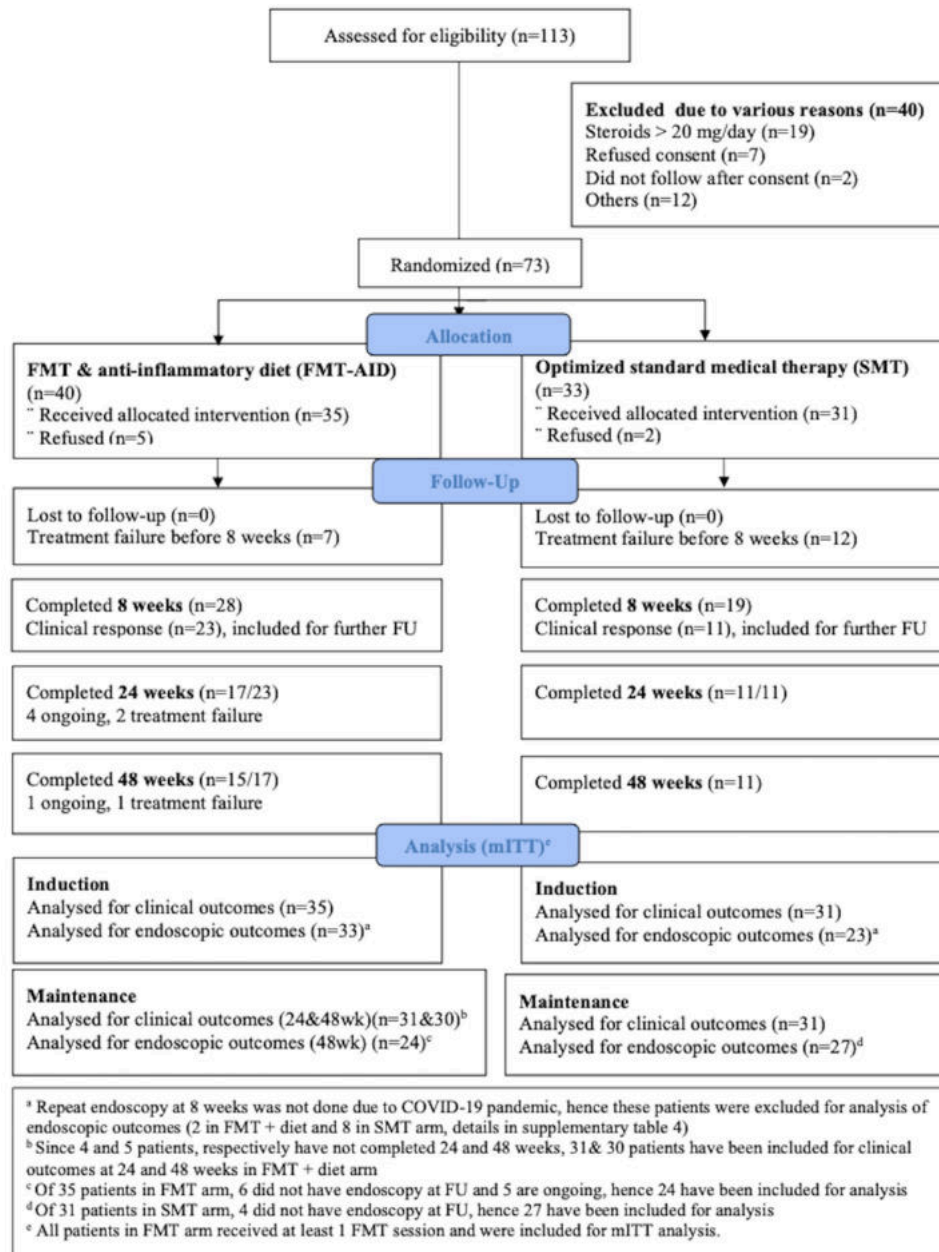 Assessed for eligibility (n=113)
Excluded due to various reasons (n=40)
Steroids > 20 mg/day (n=19)
Refused consent (n=7)
Did not follow after consent (n=2)
Others (n=12)
Randomized (n=73)
Allocation
FMT & anti-inflammatory diet (FMT-AID)
(n=40)
¨ Received allocated intervention (n=35)
¨ Refused (n=5)
Optimized standard medical therapy (SMT)
(n=33)
¨ Received allocated intervention (n=31)
¨ Refused (n=2)
Follow-Up
Lost to follow-up (n=0)
Treatment failure before 8 weeks (n=7)
Lost to follow-up (n=0)
Treatment failure before 8 weeks (n=12)
Completed 8 weeks (n=28)
Clinical response (n=23), included for further FU
Completed 8 weeks (n=19)
Clinical response (n=11), included for further FU
Completed 24 weeks (n=17/23)
4 ongoing, 2 treatment failure
Completed 24 weeks (n=11/11)
Completed 48 weeks (n=15/17)
1 ongoing, 1 treatment failure
Completed 48 weeks (n=11)
Analysis (mITT)ᵉ
Induction
Analysed for clinical outcomes (n=35)
Analysed for endoscopic outcomes (n=33)ᵃ
Induction
Analysed for clinical outcomes (n=31)
Analysed for endoscopic outcomes (n=23)ᵃ
Maintenance
Analysed for clinical outcomes (24&48wk)(n=31&30)ᵇ
Analysed for endoscopic outcomes (48wk) (n=24)ᶜ
Maintenance
Analysed for clinical outcomes (n=31)
Analysed for endoscopic outcomes (n=27)ᵈ
ᵃ Repeat endoscopy at 8 weeks was not done due to COVID-19 pandemic, hence these patients were excluded for analysis of
endoscopic outcomes (2 in FMT + diet and 8 in SMT arm, details in supplementary table 4)
ᵇ Since 4 and 5 patients, respectively have not completed 24 and 48 weeks, 31& 30 patients have been included for clinical
outcomes at 24 and 48 weeks in FMT + diet arm
ᶜ Of 35 patients in FMT arm, 6 did not have endoscopy at FU and 5 are ongoing, hence 24 have been included for analysis
ᵈ Of 31 patients in SMT arm, 4 did not have endoscopy at FU, hence 27 have been included for analysis
ᵉ All patients in FMT arm received at least 1 FMT session and were included for mITT analysis.